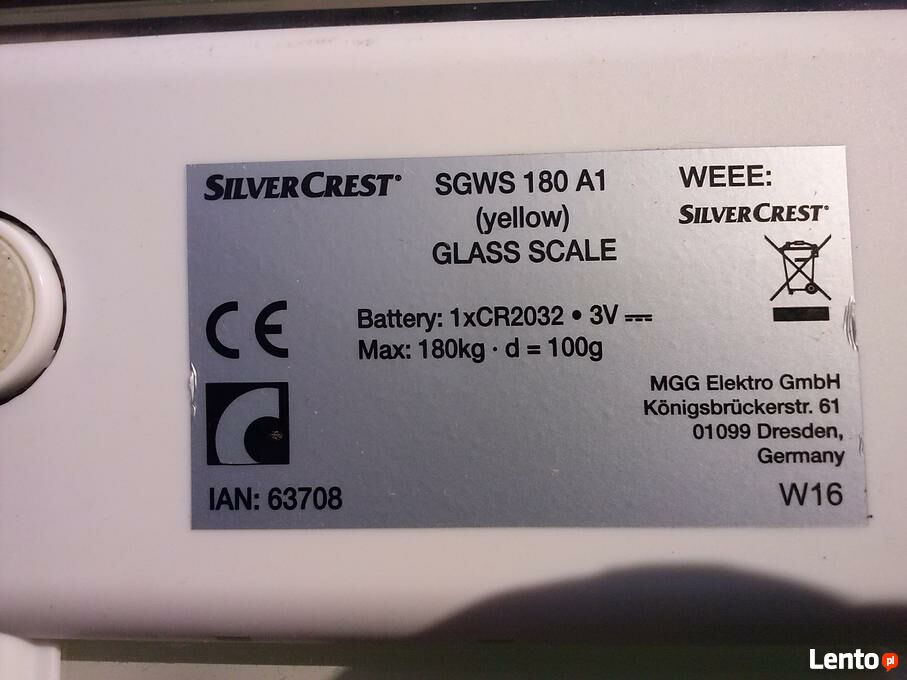 SILVERCREST®
SGWS 180 A1
(yellow)
GLASS SCALE
WEEE:
SILVERCREST®
CE
Battery: 1xCR2032 • 3V ⎓
Max: 180kg · d = 100g
MGG Elektro GmbH
Königsbrückerstr. 61
01099 Dresden,
Germany
IAN: 63708
W16
Lento.pl